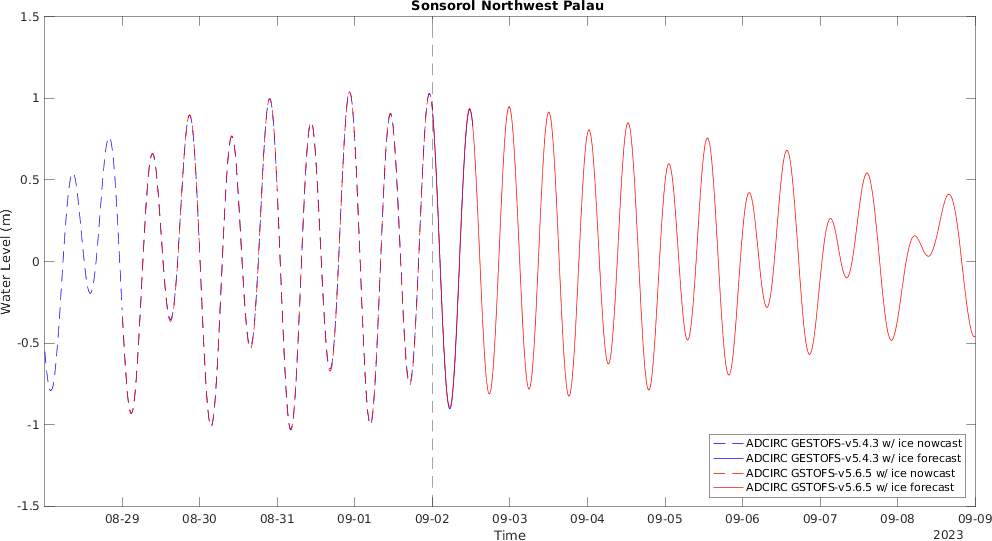 Sonsorol Northwest Palau
1.5
1
0.5
0
-0.5
-1
-1.5
Water Level (m)
ADCIRC GESTOFS-v5.4.3 w/ ice nowcast
ADCIRC GESTOFS-v5.4.3 w/ ice forecast
ADCIRC GSTOFS-v5.6.5 w/ ice nowcast
ADCIRC GSTOFS-v5.6.5 w/ ice forecast
08-29 08-30 08-31 09-01 09-02 09-03 09-04 09-05 09-06 09-07 09-08 09-09
Time
2023